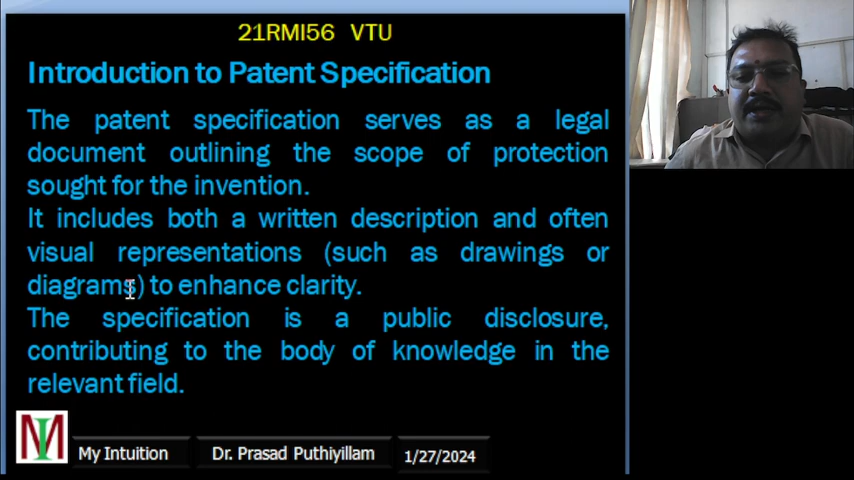 21RMI56 VTU
Introduction to Patent Specification
The patent specification serves as a legal
document outlining the scope of protection
sought for the invention.
It includes both a written description and often
visual representations (such as drawings or
diagrams) to enhance clarity.
The specification is a public disclosure,
contributing to the body of knowledge in the
relevant field.
MI
My Intuition
Dr. Prasad Puthiyillam
1/27/2024